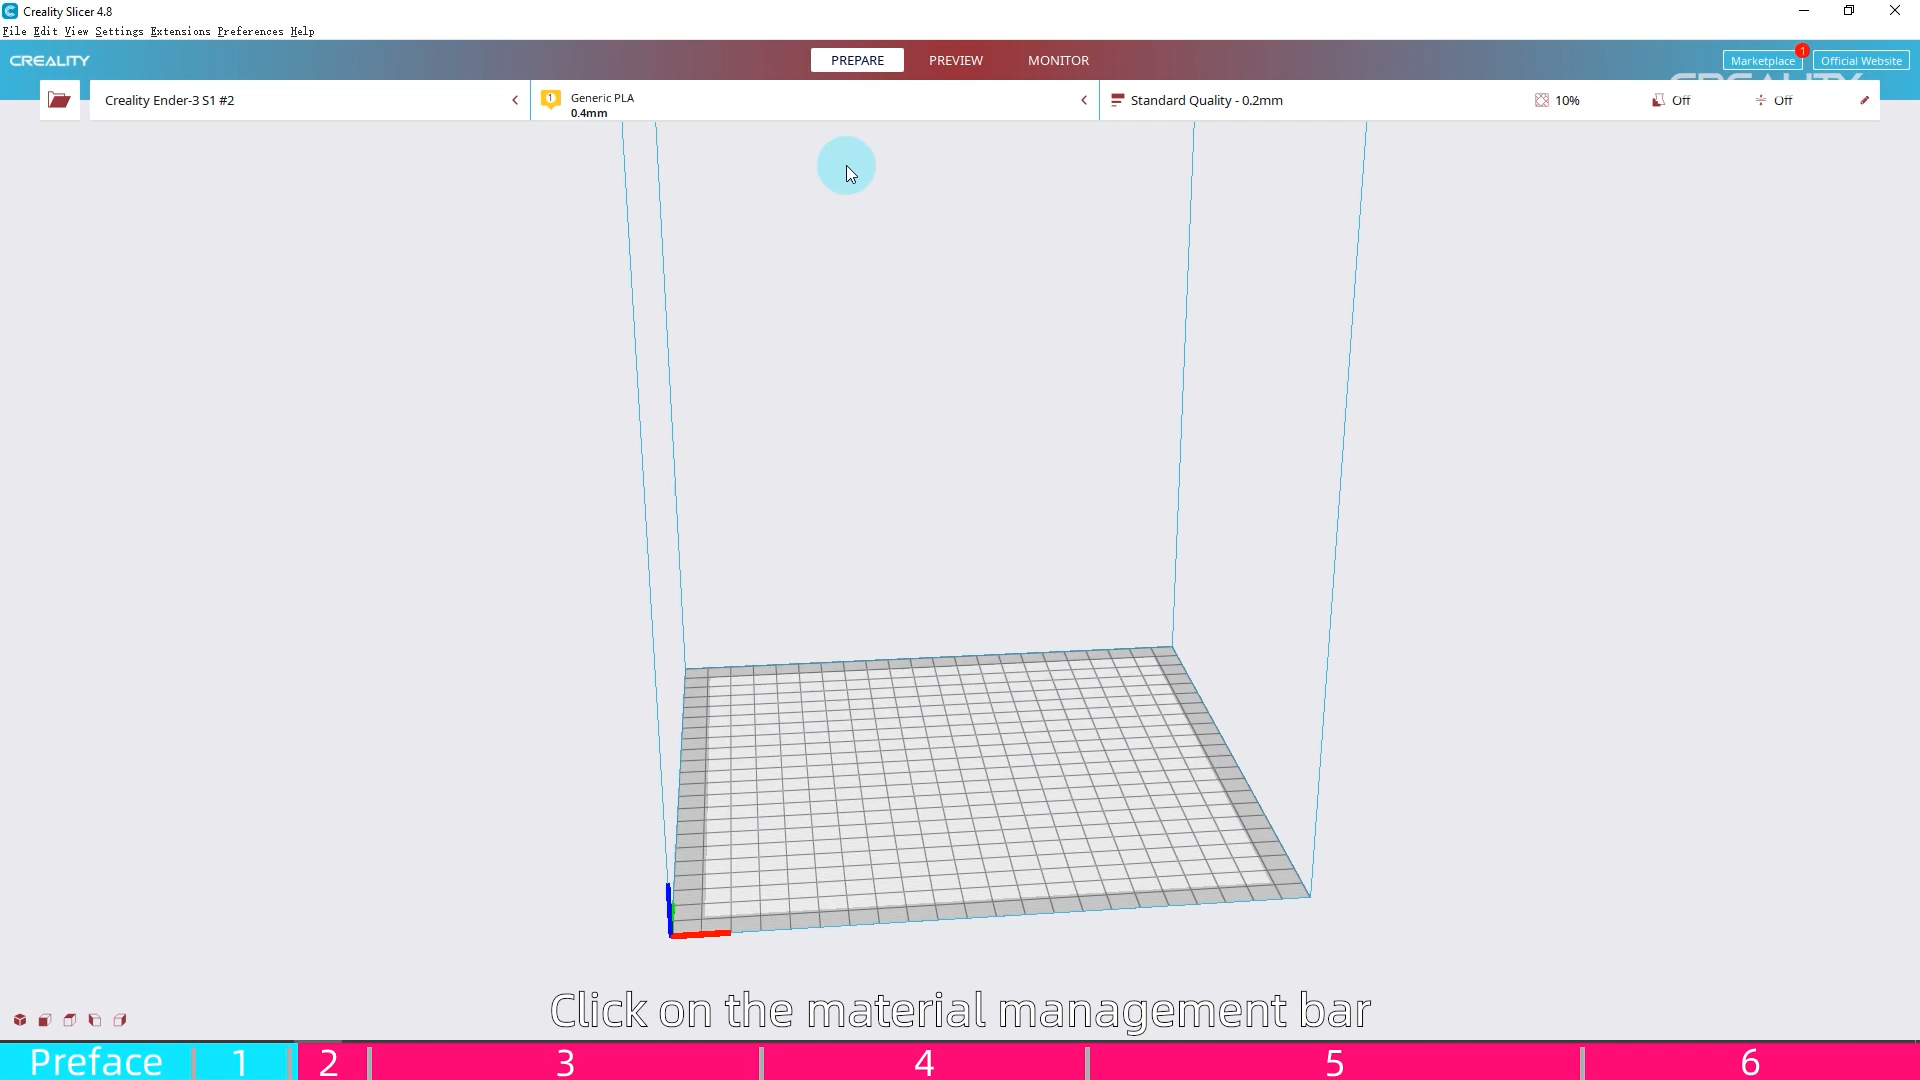 Creality Slicer 4.8
File Edit View Settings Extensions Preferences Help
CREALITY
PREPARE PREVIEW MONITOR
Marketplace 1 Official Website
CREALITY
Creality Ender-3 S1 #2
1 Generic PLA
0.4mm
Standard Quality - 0.2mm 10% Off Off
Click on the material management bar
Preface 1 2 3 4 5 6